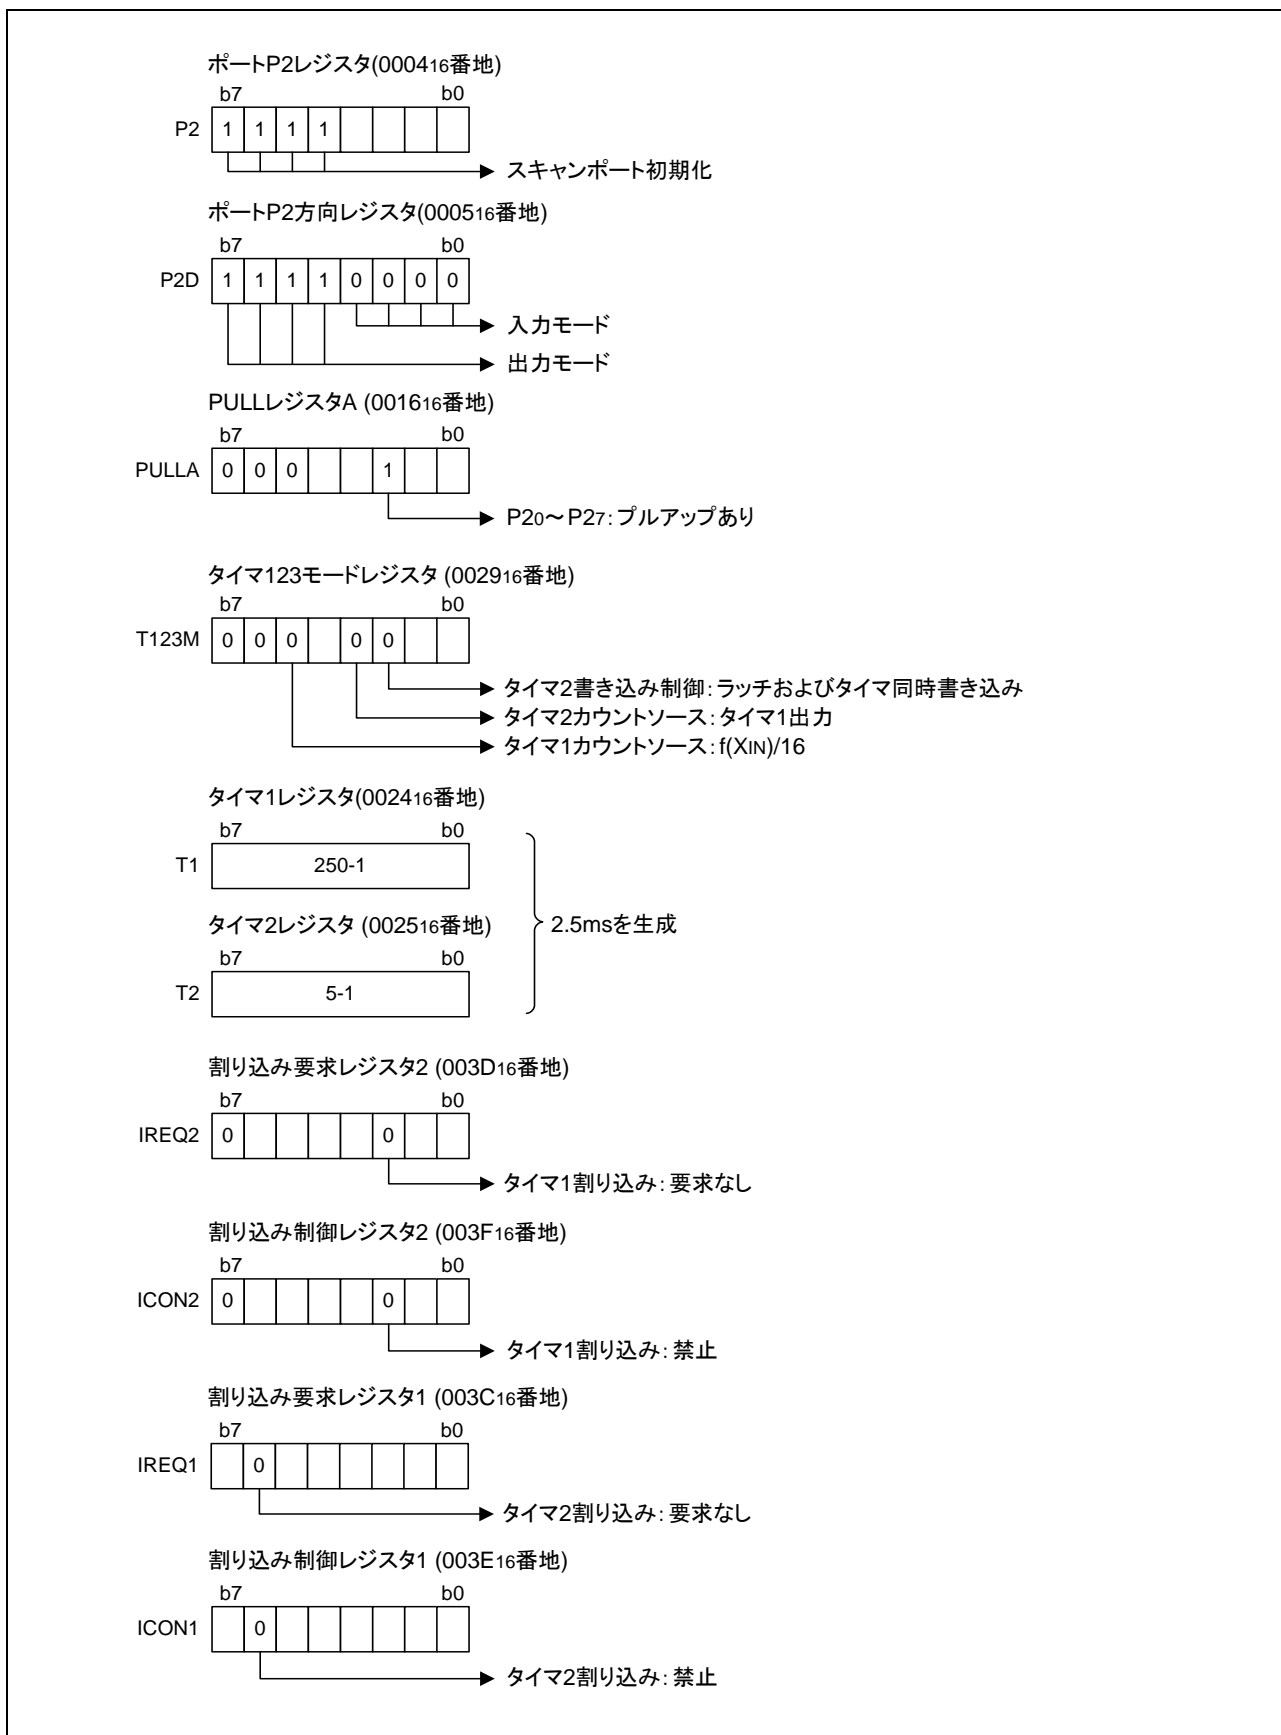 ポートP2レジスタ(000416番地)
b7 b0
P2 1 1 1 1
スキャンポート初期化
ポートP2方向レジスタ(000516番地)
b7 b0
P2D 1 1 1 1 0 0 0 0
入力モード
出力モード
PULLレジスタA (001616番地)
b7 b0
PULLA 0 0 0 1
P20～P27：プルアップあり
タイマ123モードレジスタ (002916番地)
b7 b0
T123M 0 0 0 0 0
タイマ2書き込み制御：ラッチおよびタイマ同時書き込み
タイマ2カウントソース：タイマ1出力
タイマ1カウントソース：f(XIN)/16
タイマ1レジスタ(002416番地)
b7 b0
T1 250-1
タイマ2レジスタ (002516番地)
2.5msを生成
b7 b0
T2 5-1
割り込み要求レジスタ2 (003D16番地)
b7 b0
IREQ2 0 0
タイマ1割り込み：要求なし
割り込み制御レジスタ2 (003F16番地)
b7 b0
ICON2 0 0
タイマ1割り込み：禁止
割り込み要求レジスタ1 (003C16番地)
b7 b0
IREQ1 0
タイマ2割り込み：要求なし
割り込み制御レジスタ1 (003E16番地)
b7 b0
ICON1 0
タイマ2割り込み：禁止